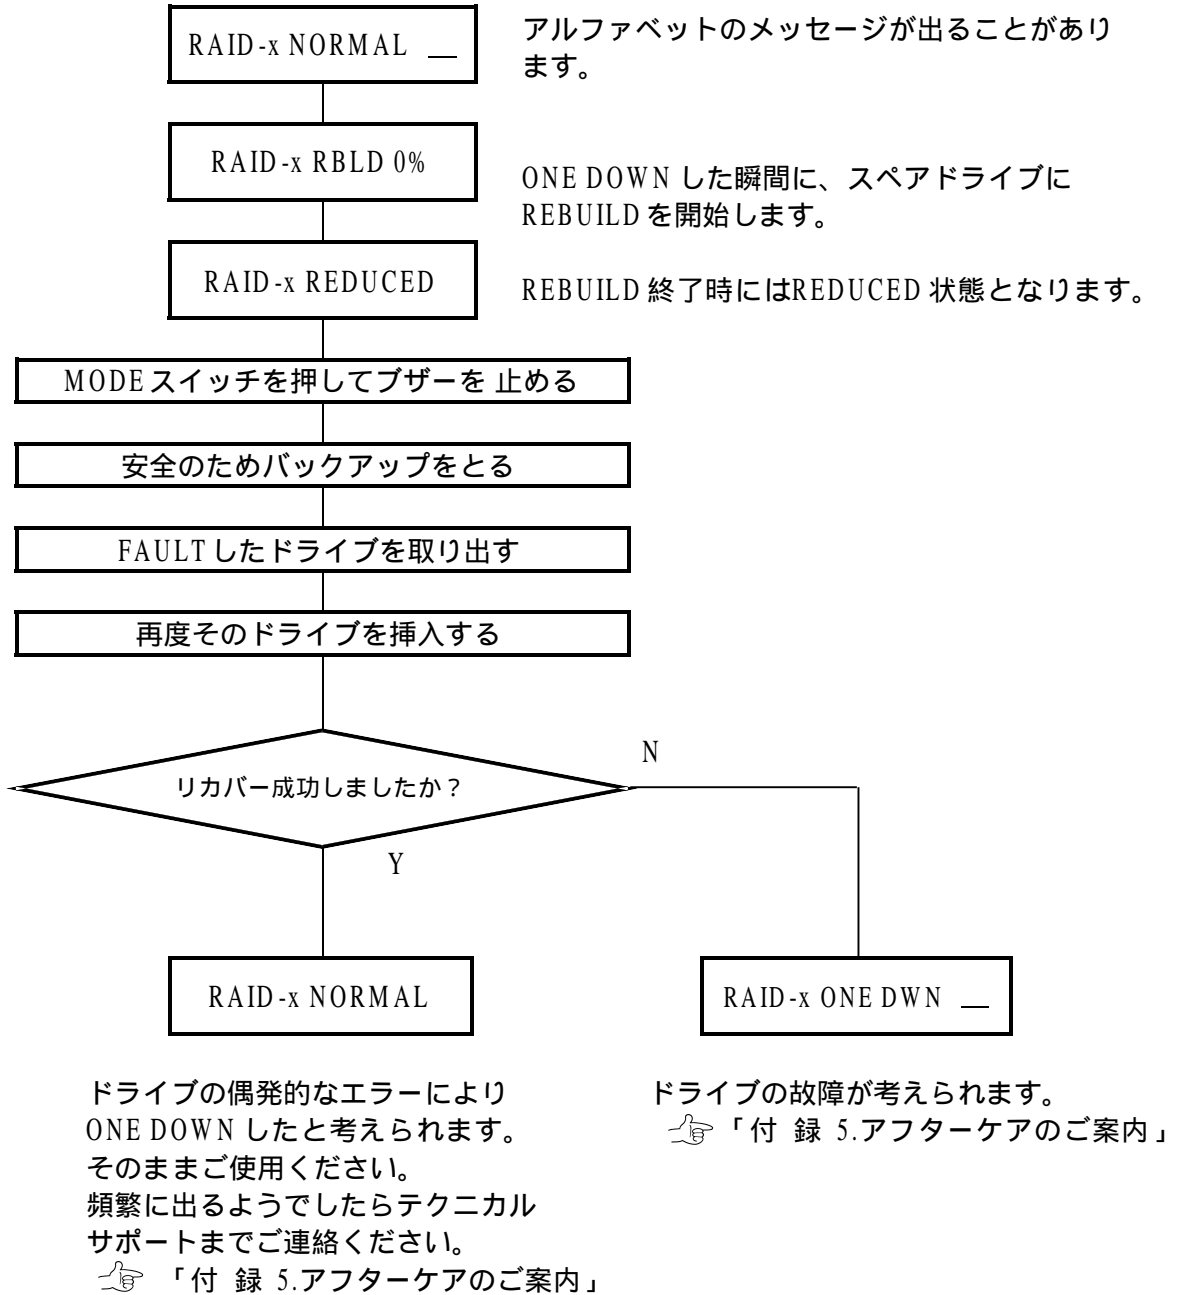 RAID-x NORMAL __
アルファベットのメッセージが出ることがあり
ます。
RAID-x RBLD 0%
ONE DOWN した瞬間に、スペアドライブに
REBUILD を開始します。
RAID-x REDUCED
REBUILD 終了時にはREDUCED 状態となります。
MODE スイッチを押してブザーを 止める
安全のためバックアップをとる
FAULT したドライブを取り出す
再度そのドライブを挿入する
リカバー成功しましたか？
N
Y
RAID-x NORMAL
RAID-x ONE DWN __
ドライブの偶発的なエラーにより
ONE DOWN したと考えられます。
そのままご使用ください。
頻繁に出るようでしたらテクニカル
サポートまでご連絡ください。
☞ 「付 録 5.アフターケアのご案内」
ドライブの故障が考えられます。
☞「付 録 5.アフターケアのご案内」